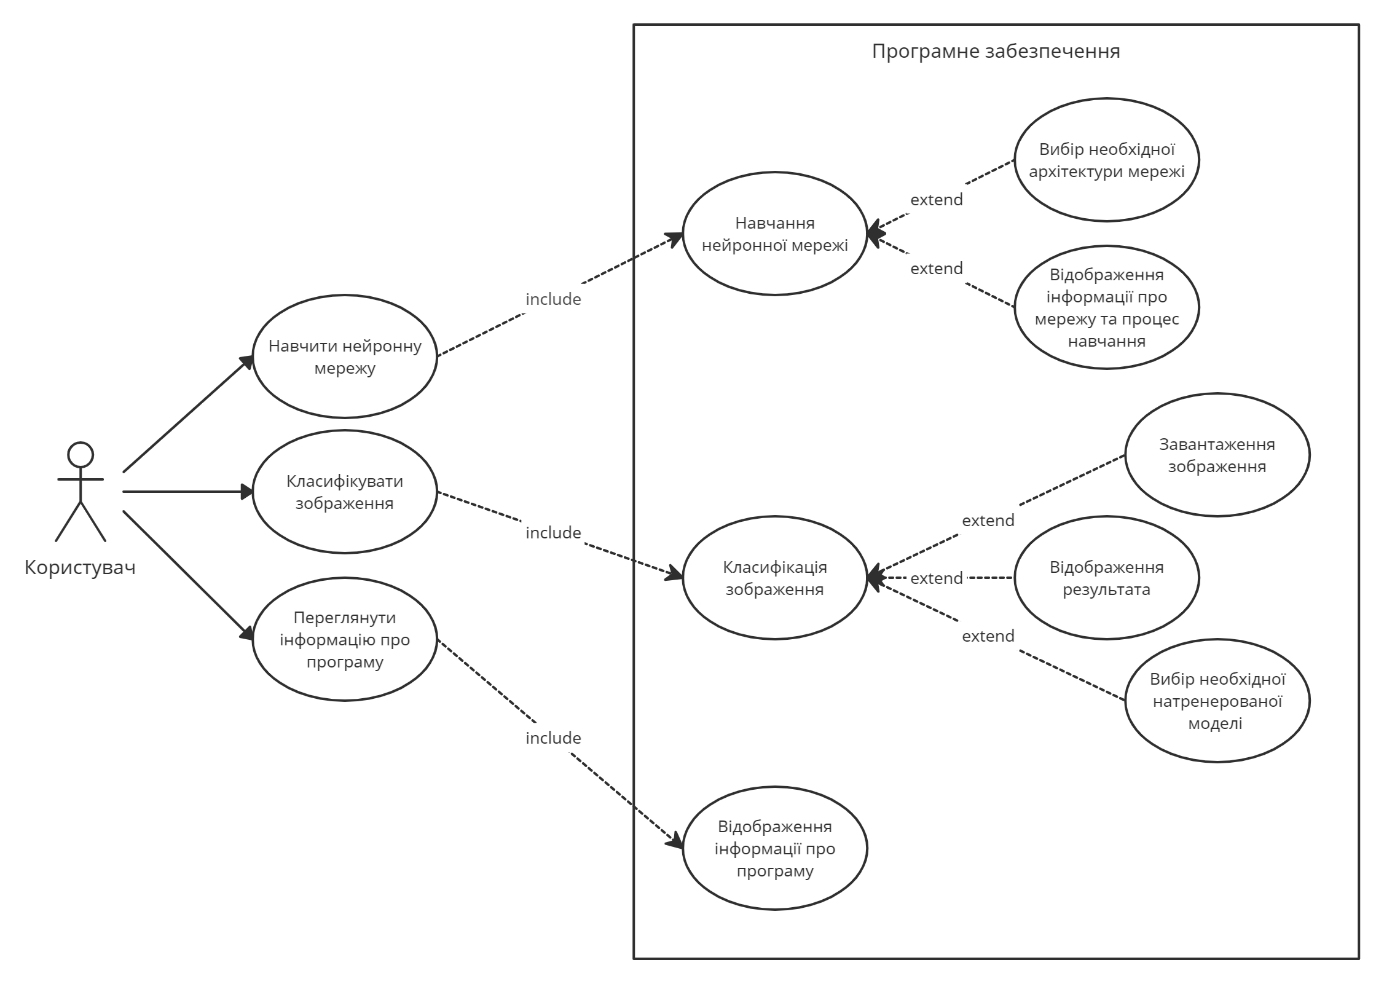 Програмне забезпечення
Вибір необхідної
архітектури мережі
extend
Навчання
нейронної мережі
extend
Відображення
інформації про
мережу та процес
навчання
include
Навчити нейронну
мережу
Завантаження
зображення
Класифікувати
зображення
extend
include
Користувач
Класифікація
зображення
extend
Відображення
результата
extend
Переглянути
інформацію про
програму
Вибір необхідної
натренерованої
моделі
include
Відображення
інформації про
програму